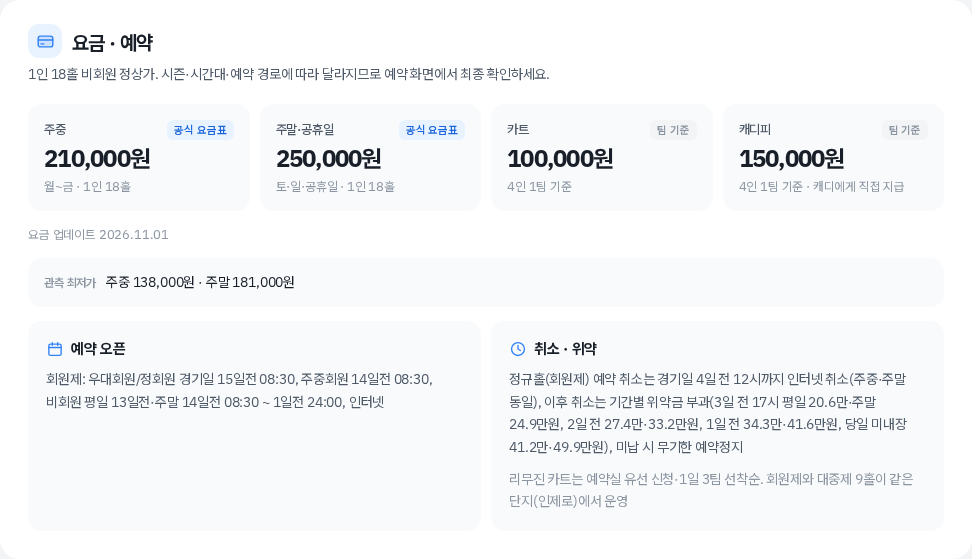 요금 · 예약
1인 18홀 비회원 정상가. 시즌·시간대·예약 경로에 따라 달라지므로 예약 화면에서 최종 확인하세요.
주중 공식 요금표
210,000원
월~금 · 1인 18홀
주말·공휴일 공식 요금표
250,000원
토·일·공휴일 · 1인 18홀
카트 팀 기준
100,000원
4인 1팀 기준
캐디피 팀 기준
150,000원
4인 1팀 기준 · 캐디에게 직접 지급
요금 업데이트 2026.11.01
관측 최저가 주중 138,000원 · 주말 181,000원
예약 오픈
회원제: 우대회원/정회원 경기일 15일전 08:30, 주중회원 14일전 08:30,
비회원 평일 13일전·주말 14일전 08:30 ~ 1일전 24:00, 인터넷
취소 · 위약
정규홀(회원제) 예약 취소는 경기일 4일 전 12시까지 인터넷 취소(주중·주말
동일), 이후 취소는 기간별 위약금 부과(3일 전 17시 평일 20.6만·주말
24.9만원, 2일 전 27.4만·33.2만원, 1일 전 34.3만·41.6만원, 당일 미내장
41.2만·49.9만원), 미납 시 무기한 예약정지
리무진 카트는 예약실 유선 신청·1일 3팀 선착순. 회원제와 대중제 9홀이 같은
단지(인제로)에서 운영